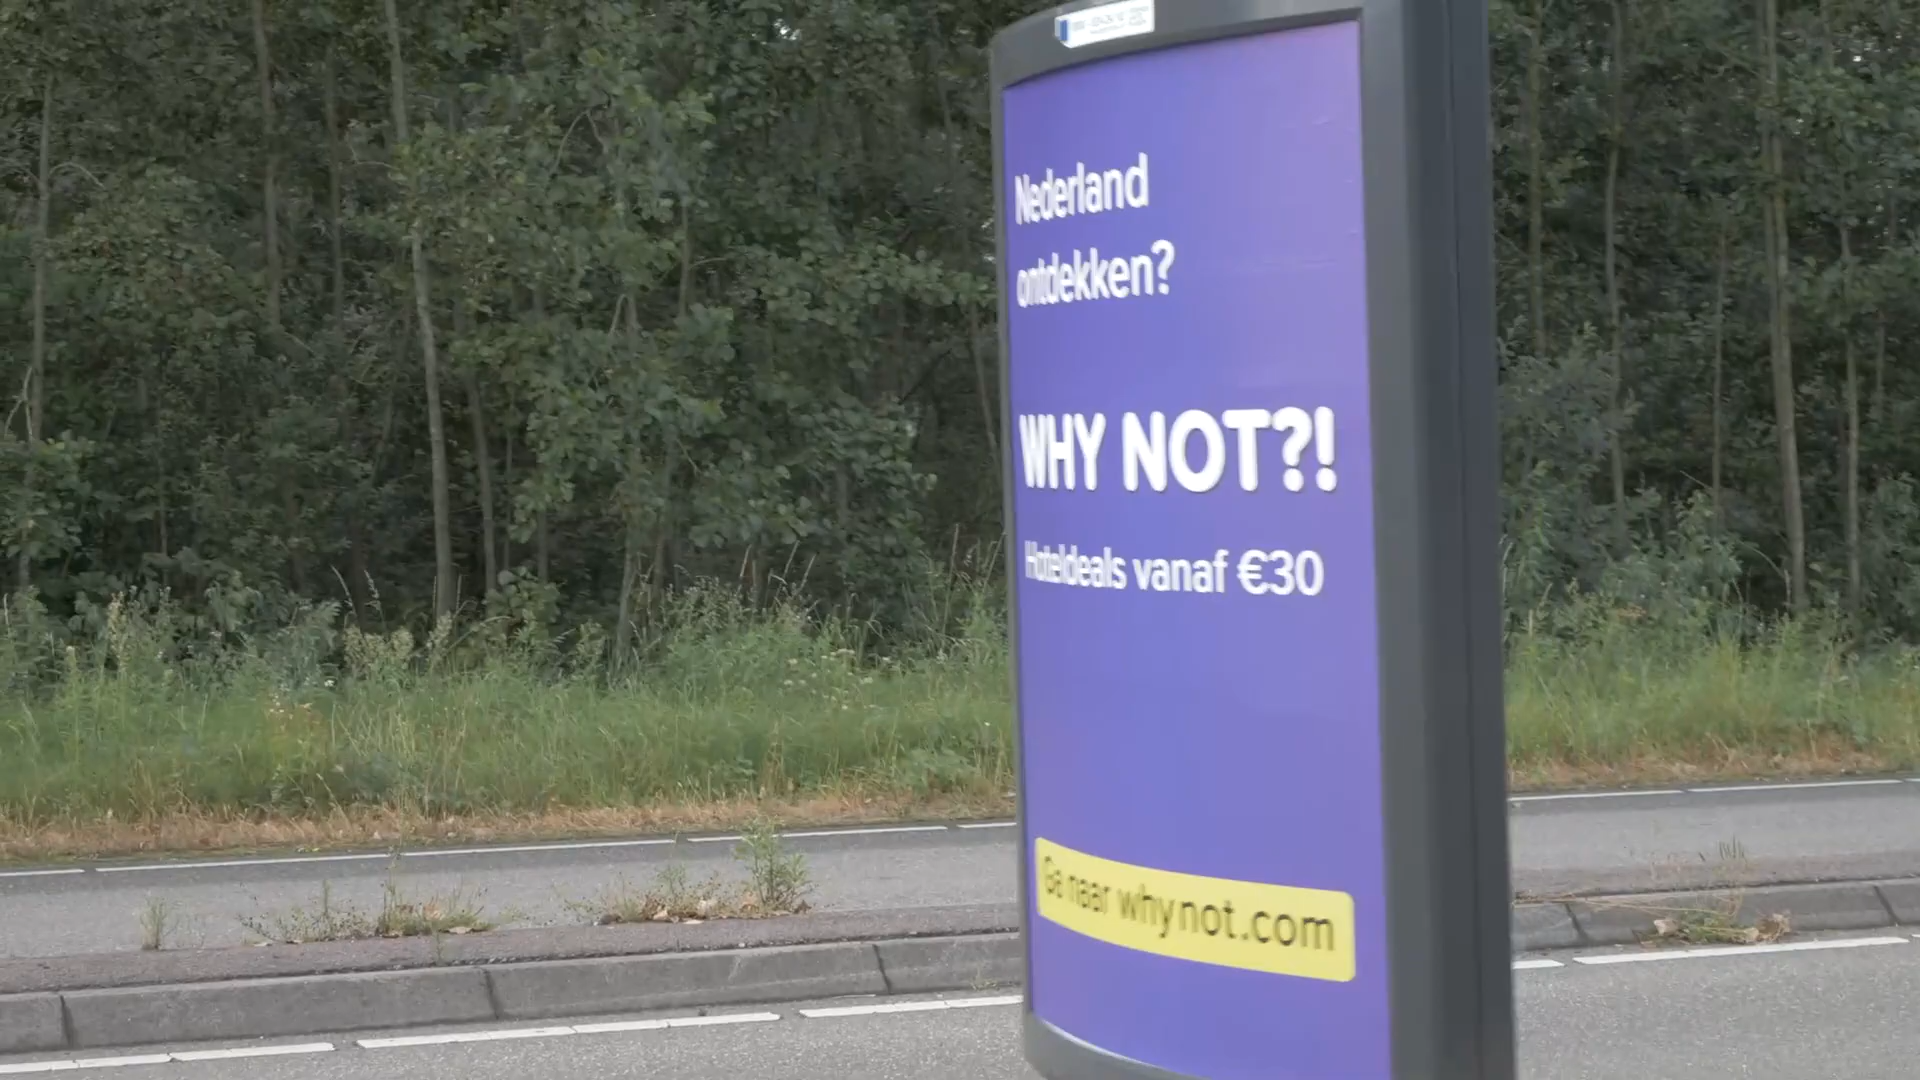 Nederland
ontdekken?
WHY NOT?!
Hoteldeals vanaf €30
Ga naar whynot.com